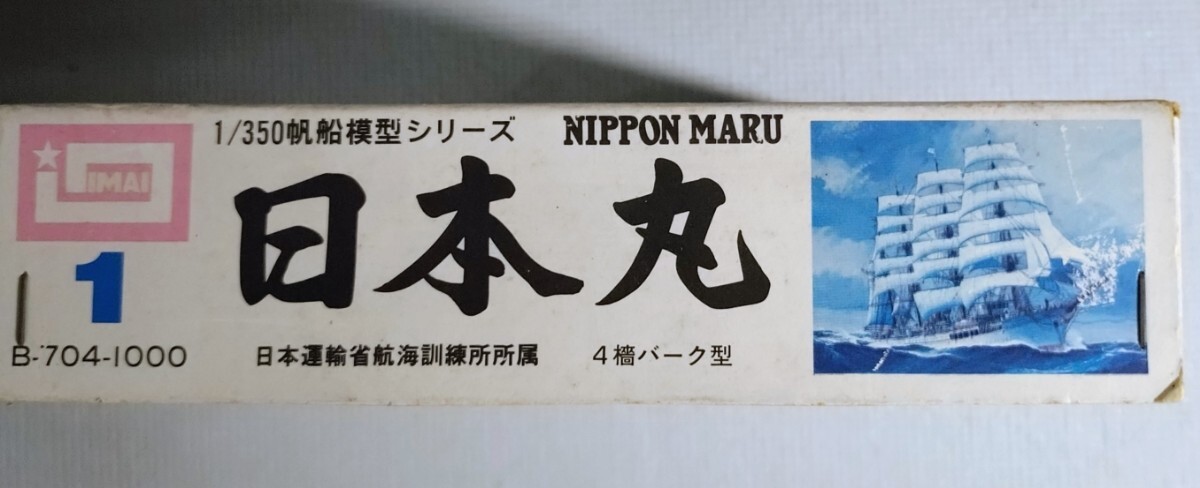 1/350帆船模型シリーズ NIPPON MARU
IMAI
日本丸
1
B-704-1000 日本運輸省航海訓練所所属 4檣バーク型